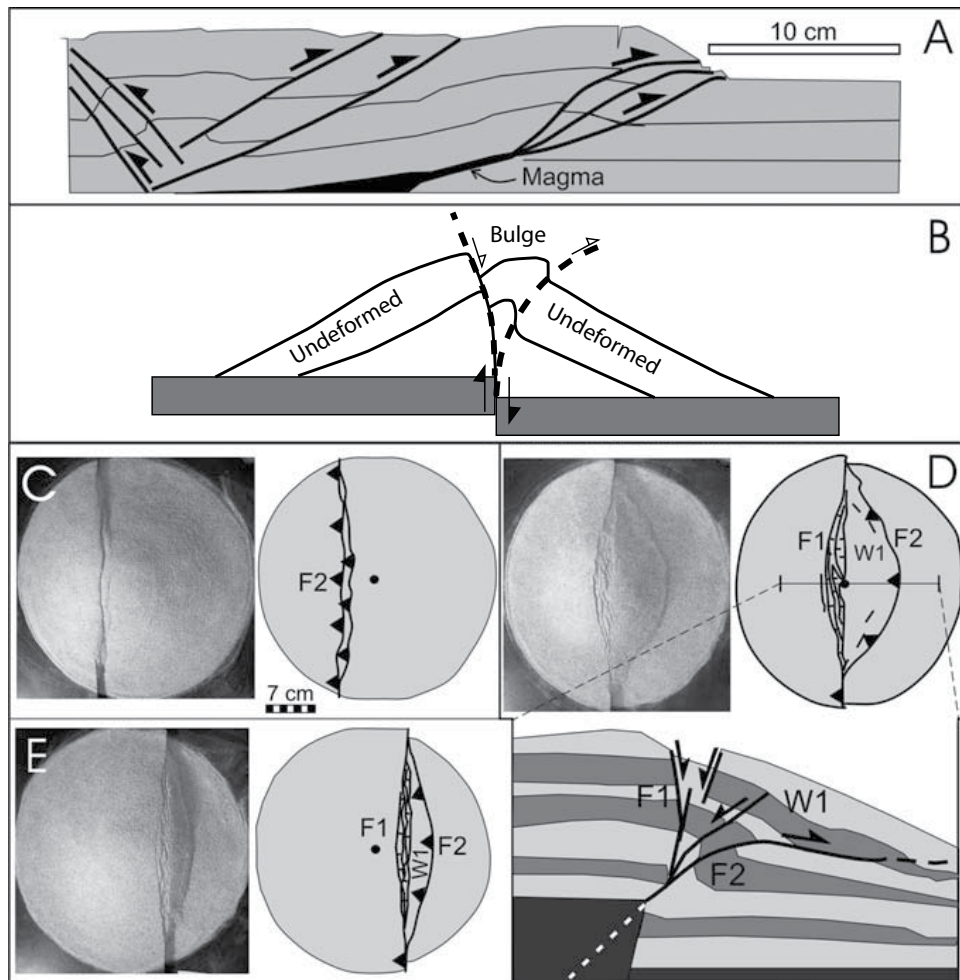 10 cm
A
Magma
B
Bulge
Undeformed
Undeformed
C
F2
7 cm
D
F1
W1
F2
E
F1
W1
F2
F1
W1
F2